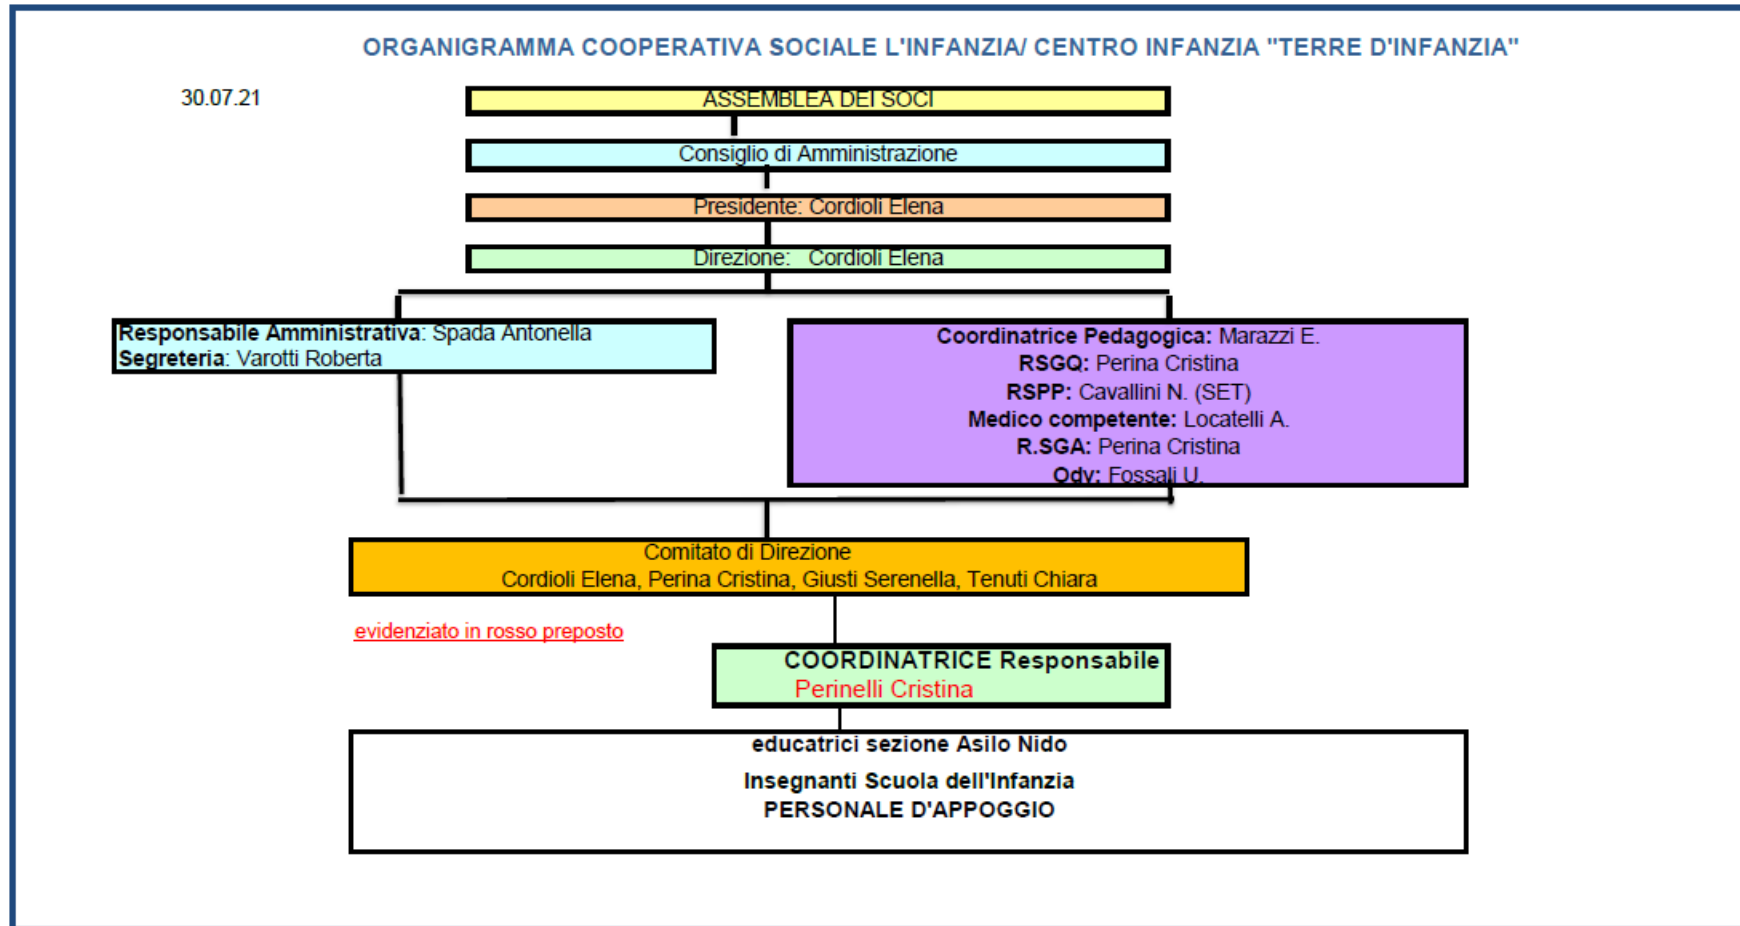 ORGANIGRAMMA COOPERATIVA SOCIALE L'INFANZIA/ CENTRO INFANZIA "TERRE D'INFANZIA"
30.07.21
ASSEMBLEA DEI SOCI
Consiglio di Amministrazione
Presidente: Cordioli Elena
Direzione: Cordioli Elena
Responsabile Amministrativa: Spada Antonella
Segreteria: Varotti Roberta
Coordinatrice Pedagogica: Marazzi E.
RSGQ: Perina Cristina
RSPP: Cavallini N. (SET)
Medico competente: Locatelli A.
R.SGA: Perina Cristina
Odv: Fossali U.
Comitato di Direzione
Cordioli Elena, Perina Cristina, Giusti Serenella, Tenuti Chiara
evidenziato in rosso preposto
COORDINATRICE Responsabile
Perinelli Cristina
educatrici sezione Asilo Nido
Insegnanti Scuola dell'Infanzia
PERSONALE D'APPOGGIO